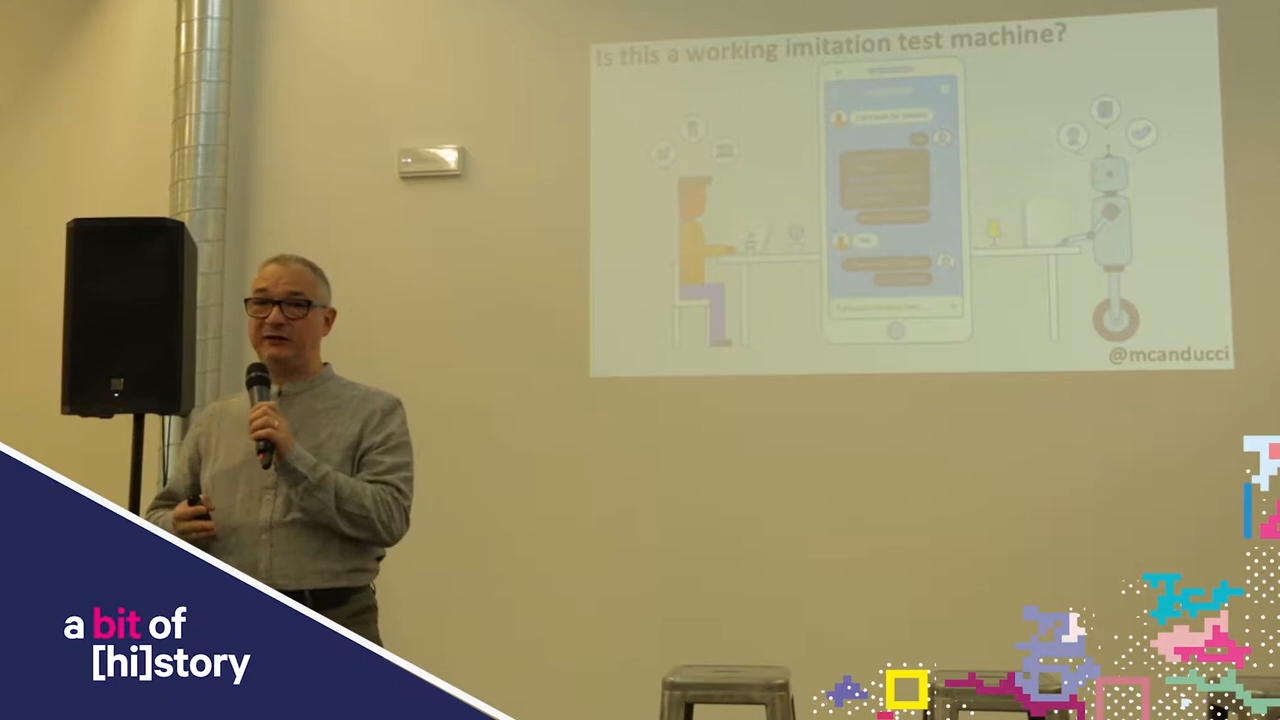 Is this a working imitation test machine?
@mcanducci
a bit of
[hi]story